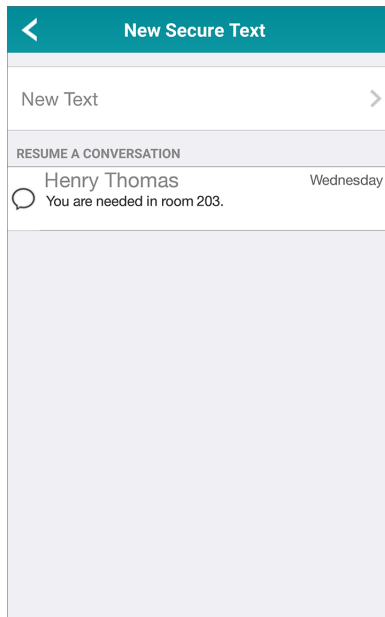 New Secure Text
New Text
RESUME A CONVERSATION
Henry Thomas Wednesday
You are needed in room 203.